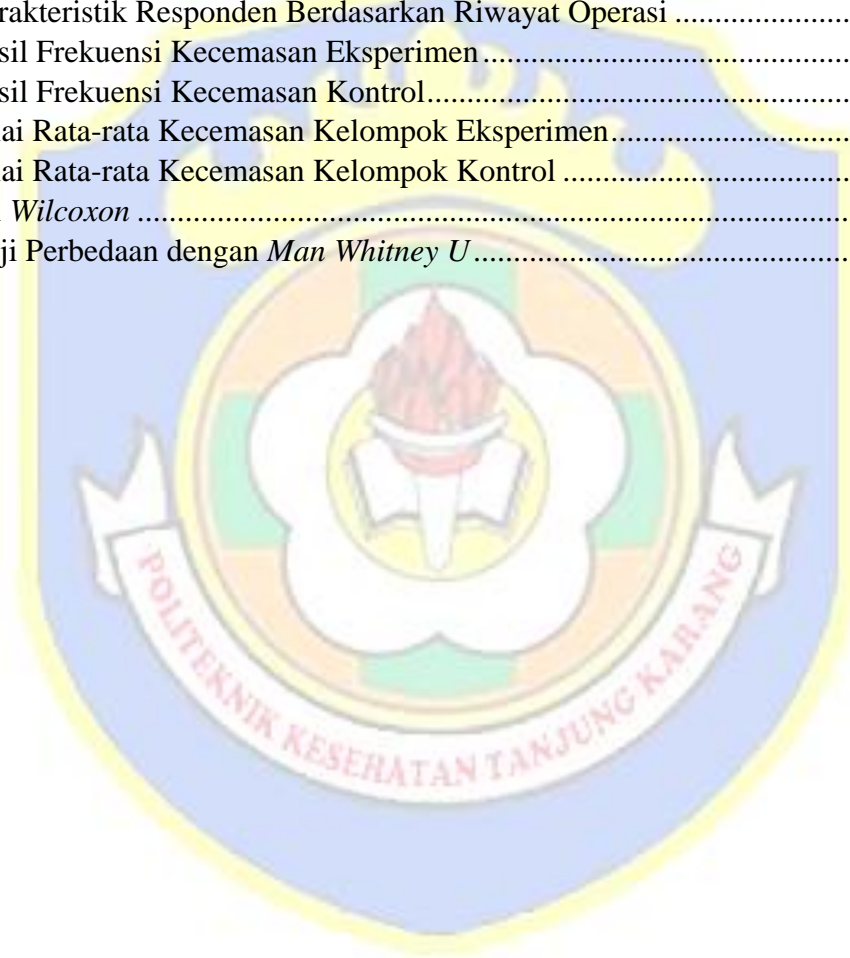 rakteristik Responden Berdasarkan Riwayat Operasi ......................
sil Frekuensi Kecemasan Eksperimen ..............................................
sil Frekuensi Kecemasan Kontrol.....................................................
ai Rata-rata Kecemasan Kelompok Eksperimen..............................
ai Rata-rata Kecemasan Kelompok Kontrol ....................................
i Wilcoxon .........................................................................................
ji Perbedaan dengan Man Whitney U ...............................................
POLITEKNIK KESEHATAN TANJUNG KARANG